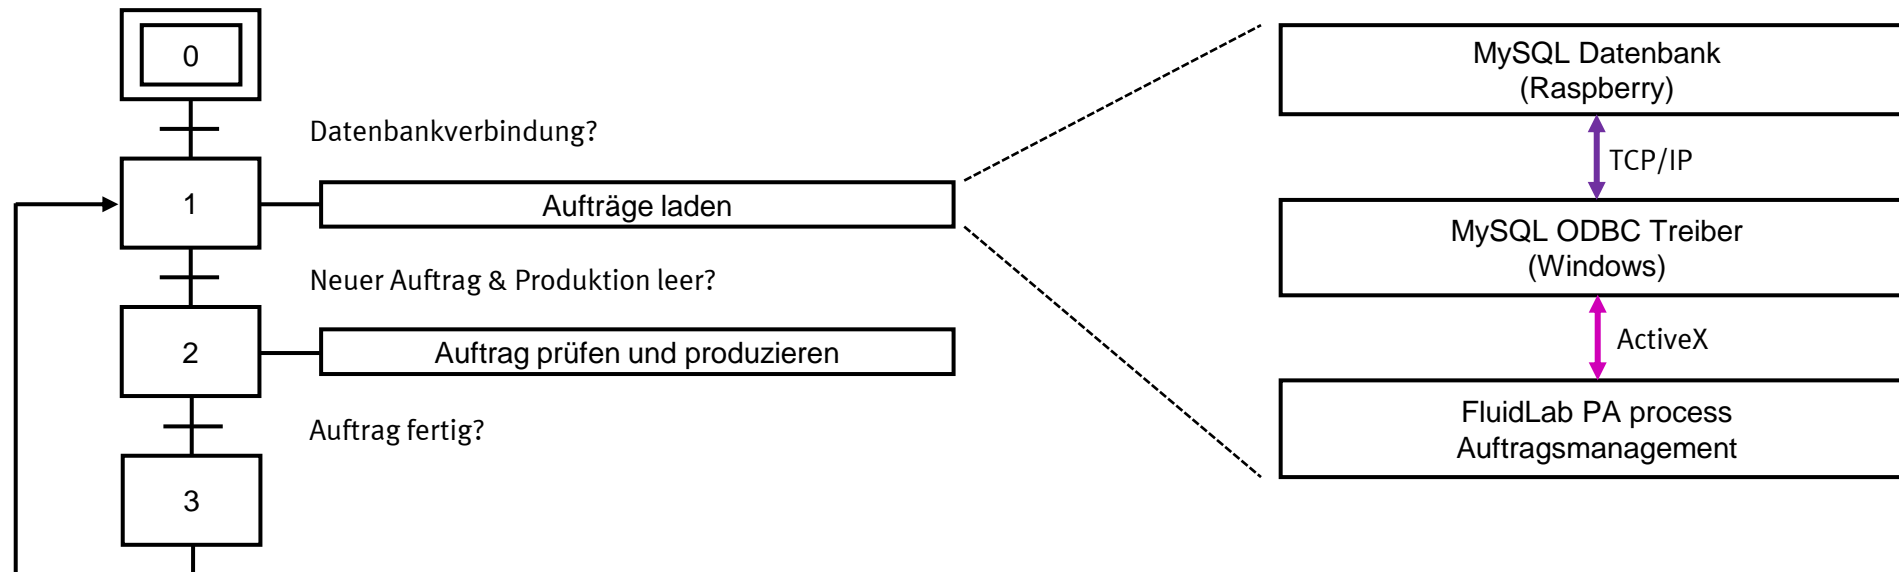 0
Datenbankverbindung?
1
Aufträge laden
Neuer Auftrag & Produktion leer?
2
Auftrag prüfen und produzieren
Auftrag fertig?
3
MySQL Datenbank
(Raspberry)
TCP/IP
MySQL ODBC Treiber
(Windows)
ActiveX
FluidLab PA process
Auftragsmanagement